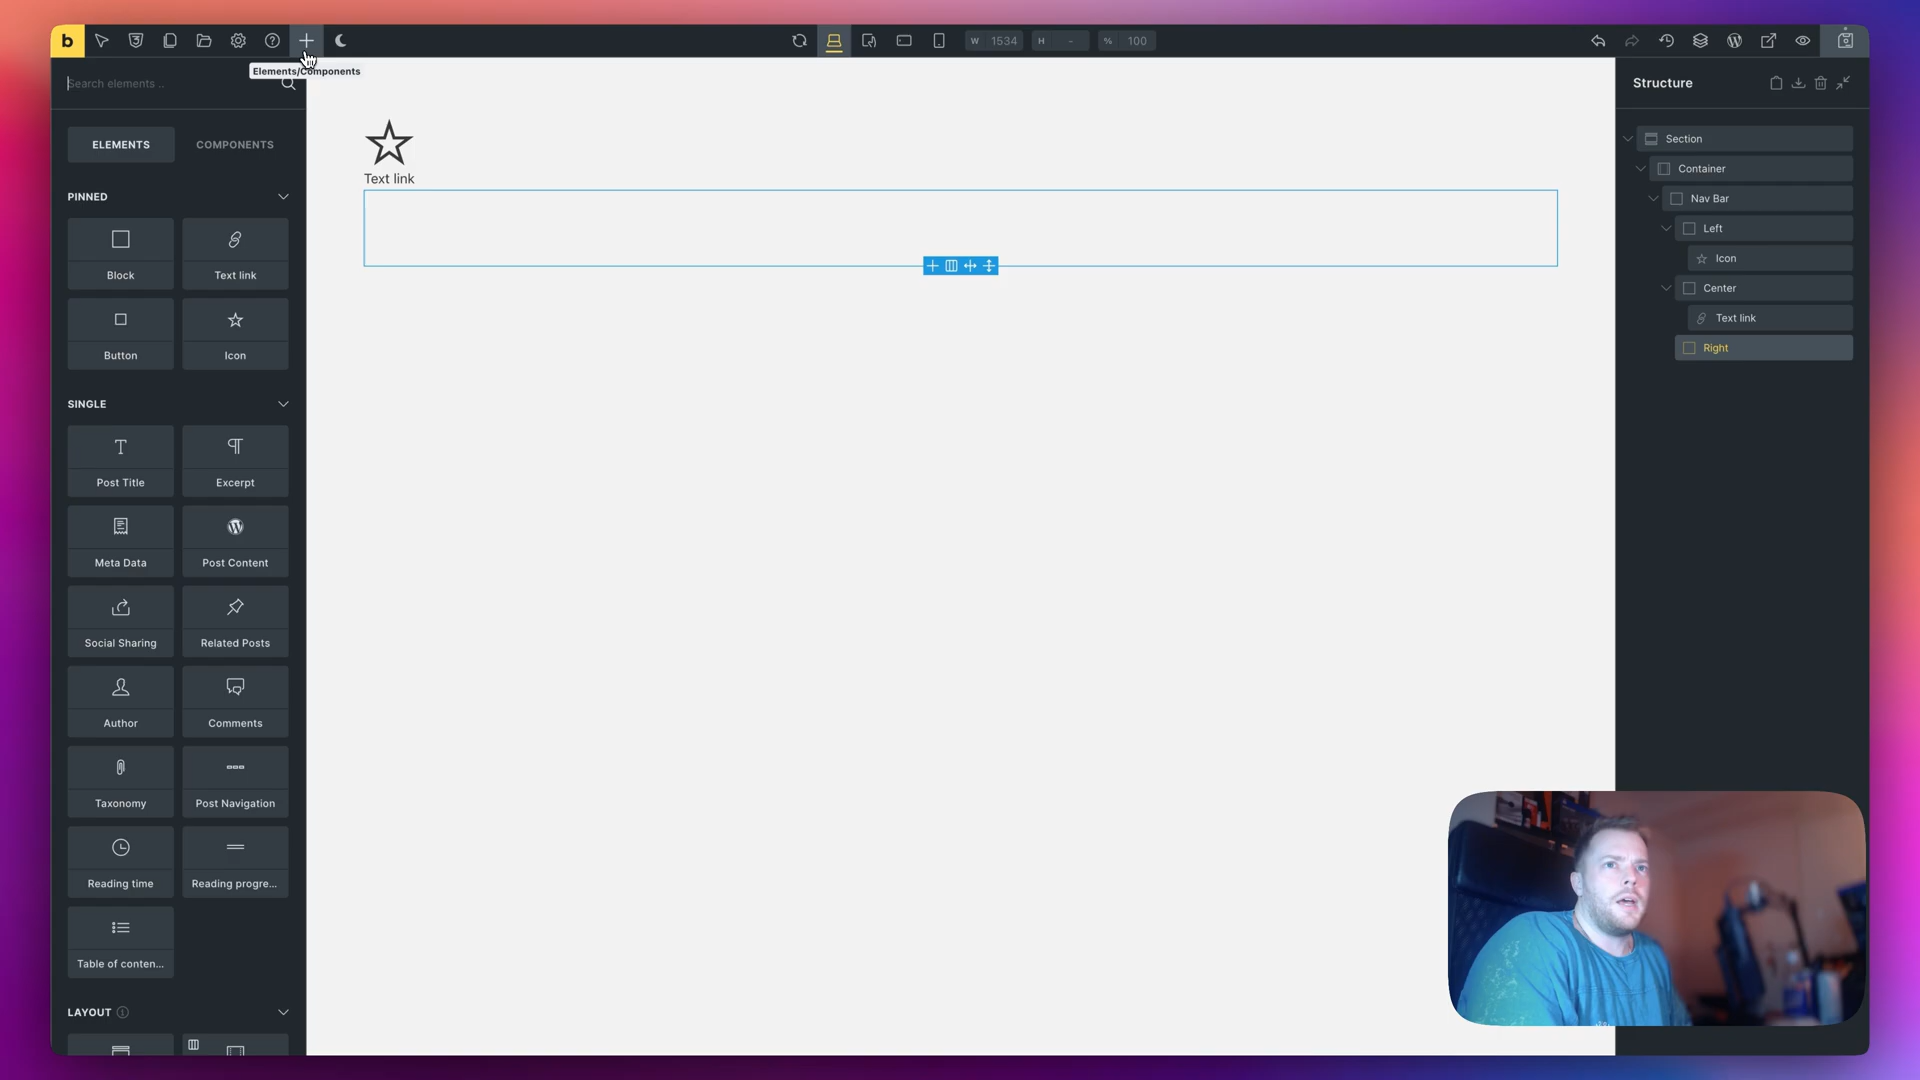 b
W 1534 H - % 100
Elements/Components
Search elements ..
Structure
ELEMENTS COMPONENTS
PINNED
Block Text link
Button Icon
SINGLE
Post Title Excerpt
Meta Data Post Content
Social Sharing Related Posts
Author Comments
Taxonomy Post Navigation
Reading time Reading progre...
Table of conten...
LAYOUT
Text link
Section
Container
Nav Bar
Left
Icon
Center
Text link
Right